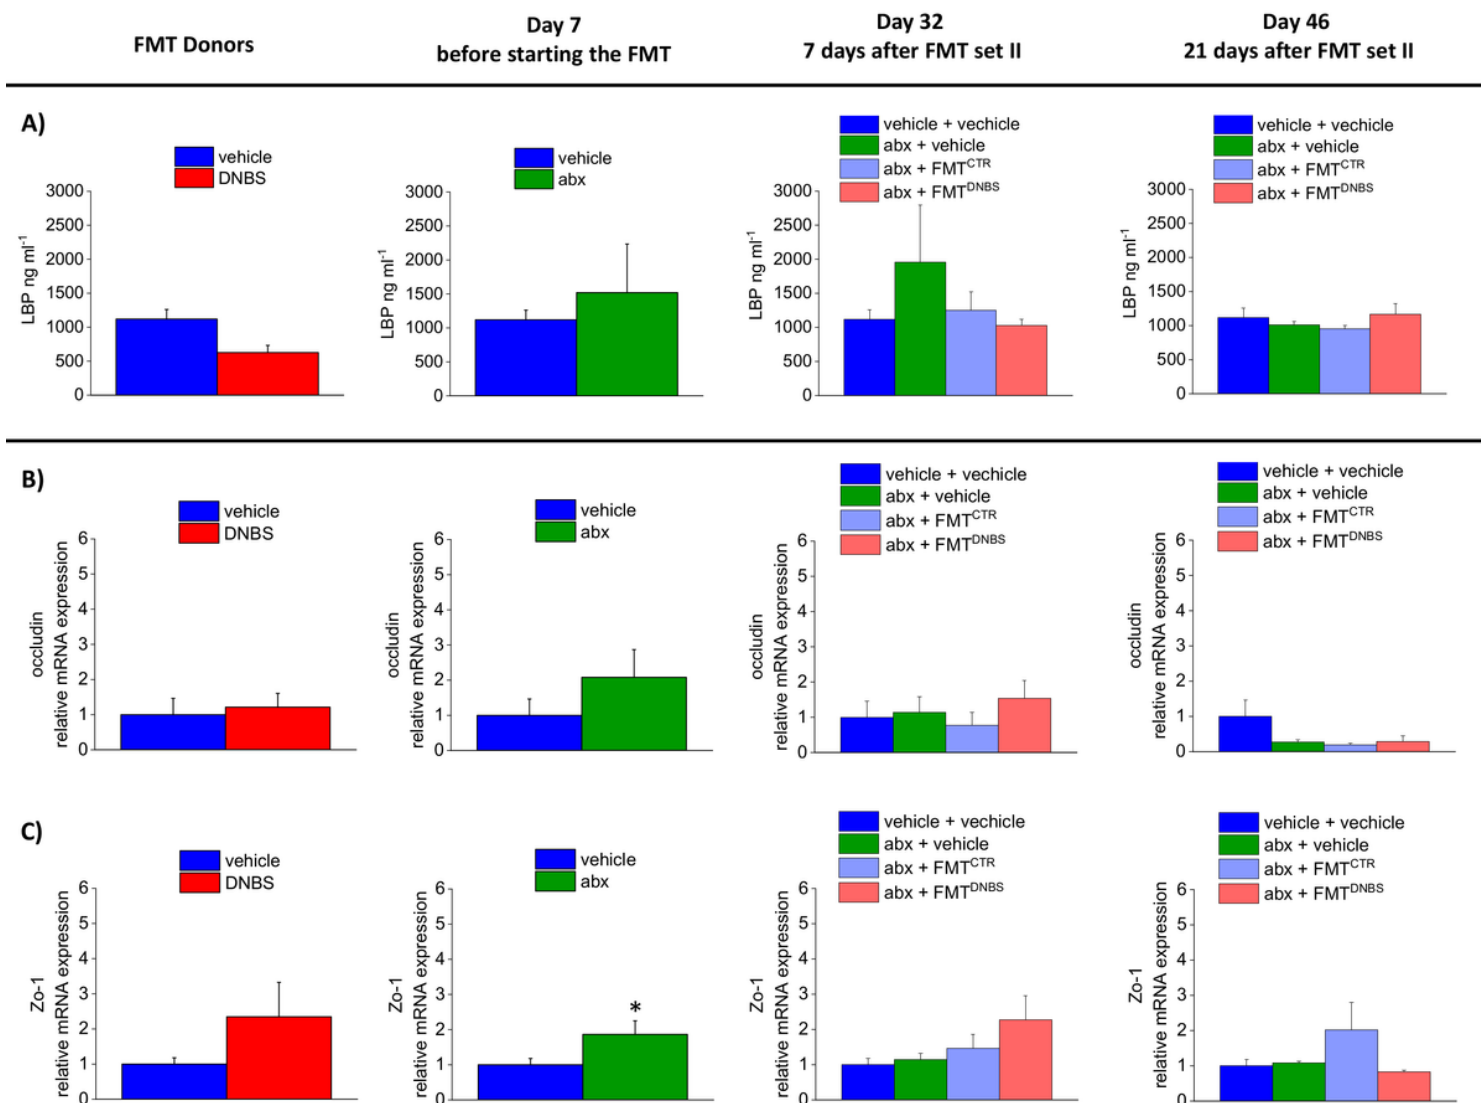 FMT Donors
Day 7
before starting the FMT
Day 32
7 days after FMT set II
Day 46
21 days after FMT set II
A)
vehicle
DNBS
3000
2500
2000
1500
1000
500
0
LBP ng ml⁻¹
vehicle
abx
3000
2500
2000
1500
1000
500
0
LBP ng ml⁻¹
vehicle + vechicle
abx + vehicle
abx + FMTᶜᵀᴿ
abx + FMTᴰᴺᴮˢ
3000
2500
2000
1500
1000
500
0
LBP ng ml⁻¹
vehicle + vechicle
abx + vehicle
abx + FMTᶜᵀᴿ
abx + FMTᴰᴺᴮˢ
3000
2500
2000
1500
1000
500
0
LBP ng ml⁻¹
B)
vehicle
DNBS
6
5
4
3
2
1
0
occludin
relative mRNA expression
vehicle
abx
6
5
4
3
2
1
0
occludin
relative mRNA expression
vehicle + vechicle
abx + vehicle
abx + FMTᶜᵀᴿ
abx + FMTᴰᴺᴮˢ
6
5
4
3
2
1
0
occludin
relative mRNA expression
vehicle + vechicle
abx + vehicle
abx + FMTᶜᵀᴿ
abx + FMTᴰᴺᴮˢ
6
5
4
3
2
1
0
occludin
relative mRNA expression
C)
vehicle
DNBS
6
5
4
3
2
1
0
Zo-1
relative mRNA expression
vehicle
abx
6
5
4
3
2
1
0
Zo-1
relative mRNA expression
*
vehicle + vechicle
abx + vehicle
abx + FMTᶜᵀᴿ
abx + FMTᴰᴺᴮˢ
6
5
4
3
2
1
0
Zo-1
relative mRNA expression
vehicle + vechicle
abx + vehicle
abx + FMTᶜᵀᴿ
abx + FMTᴰᴺᴮˢ
6
5
4
3
2
1
0
Zo-1
relative mRNA expression